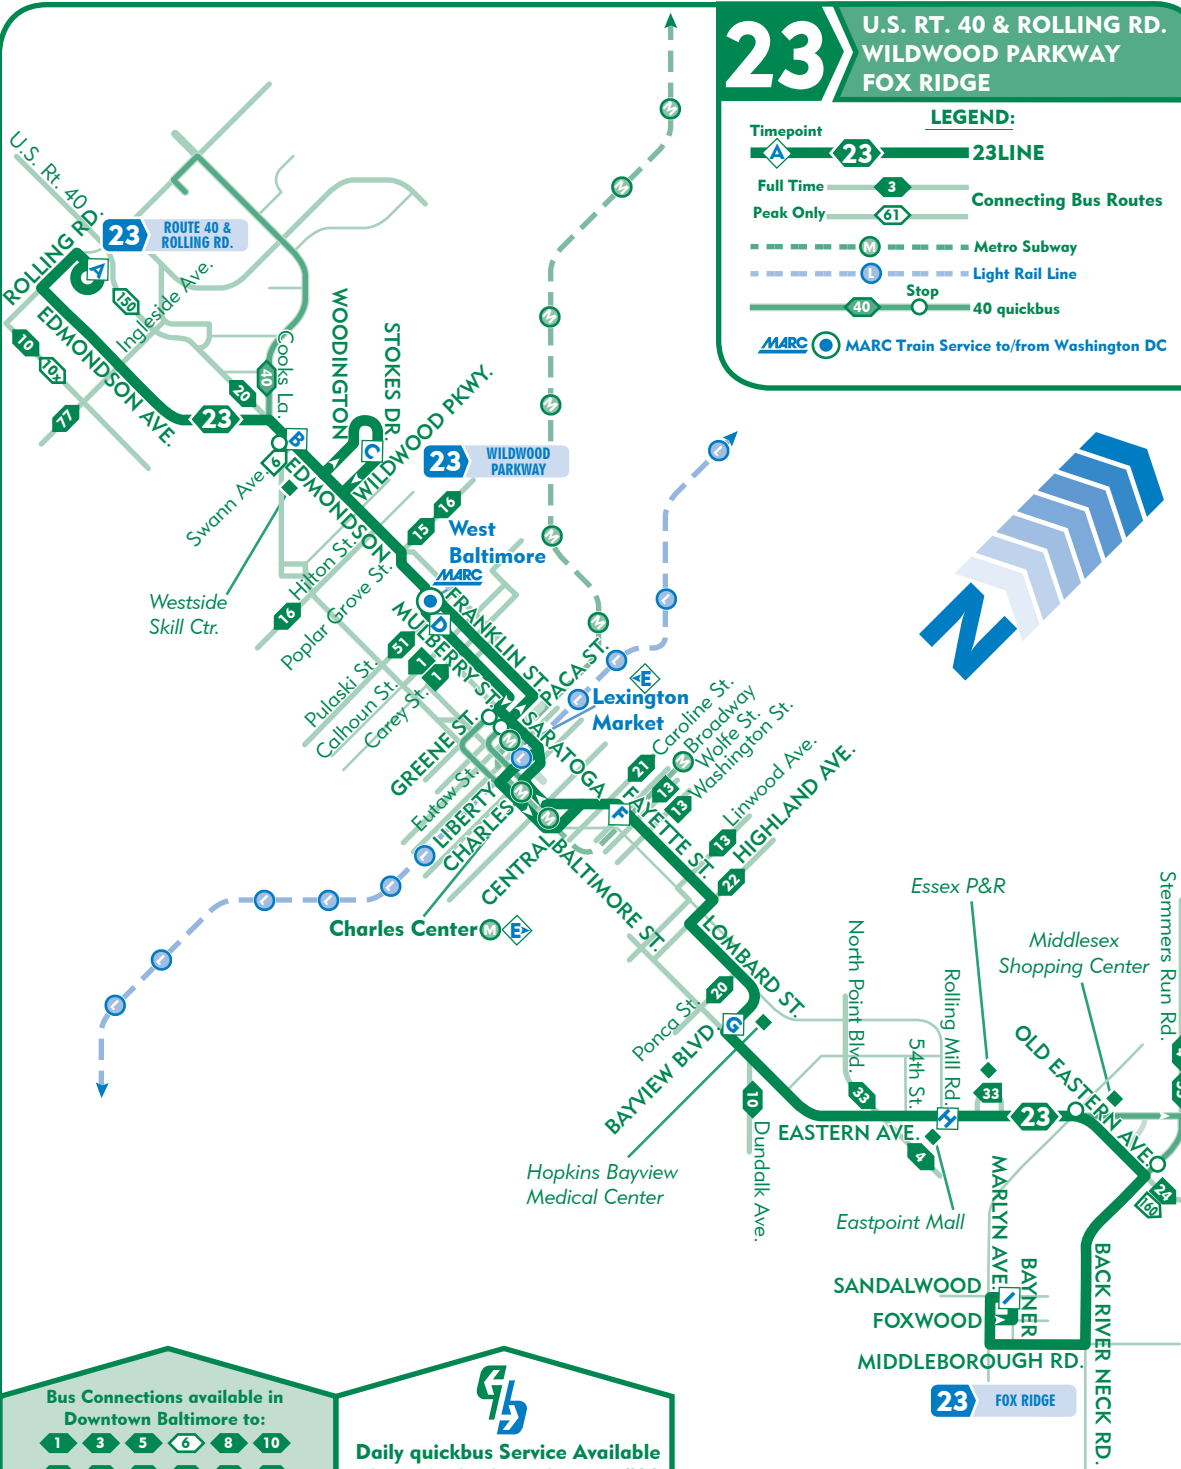 23
U.S. RT. 40 & ROLLING RD.
WILDWOOD PARKWAY
FOX RIDGE
LEGEND:
Timepoint
A
23
23LINE
Full Time
3
Peak Only
61
Connecting Bus Routes
M
Metro Subway
L
Light Rail Line
Stop
40
40 quickbus
MARC
MARC Train Service to/from Washington DC
U.S. Rt. 40
ROLLING RD.
23
ROUTE 40 &
ROLLING RD.
A
150
Ingleside Ave.
10
10x
77
EDMONDSON AVE.
20
40
Cooks La.
23
B
6
Swann Ave.
WOODINGTON
STOKES DR.
C
WILDWOOD PKWY.
23
WILDWOOD
PARKWAY
EDMONDSON
15
16
West
Baltimore
MARC
Westside
Skill Ctr.
Hilton St.
16
Poplar Grove St.
FRANKLIN ST.
D
MULBERRY ST.
51
1
1
Pulaski St.
Calhoun St.
Carey St.
PACA ST.
E
Lexington
Market
GREENE ST.
SARATOGA
Eutaw St.
LIBERTY
CHARLES
CENTRAL
Charles Center
M
E
BALTIMORE ST.
F
FAYETTE ST.
21
Caroline St.
M
Broadway
13
Wolfe St.
13
Washington St.
13
Linwood Ave.
22
HIGHLAND AVE.
LOMBARD ST.
20
Ponca St.
G
BAYVIEW BLVD.
Hopkins Bayview
Medical Center
10
Dundalk Ave.
North Point Blvd.
33
54th St.
Rolling Mill Rd.
EASTERN AVE.
4
H
Eastpoint Mall
Essex P&R
33
23
Middlesex
Shopping Center
OLD EASTERN AVE.
Stemmers Run Rd.
24
160
MARLYN AVE.
BAYNER
I
SANDALWOOD
FOXWOOD
MIDDLEBOROUGH RD.
BACK RIVER NECK RD.
23
FOX RIDGE
N
Bus Connections available in
Downtown Baltimore to:
1
3
5
6
8
10
Daily quickbus Service Available